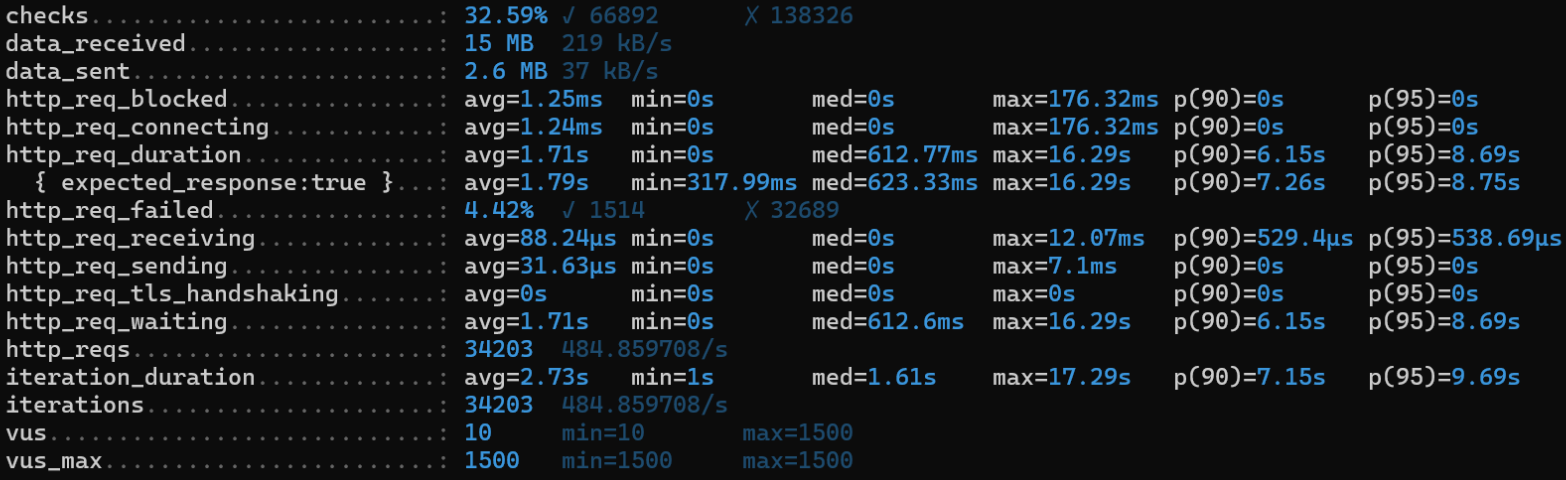 checks.........................: 32.59% ✓ 66892      ✗ 138326
data_received..................: 15 MB  219 kB/s
data_sent......................: 2.6 MB 37 kB/s
http_req_blocked...............: avg=1.25ms  min=0s       med=0s       max=176.32ms p(90)=0s      p(95)=0s
http_req_connecting............: avg=1.24ms  min=0s       med=0s       max=176.32ms p(90)=0s      p(95)=0s
http_req_duration..............: avg=1.71s   min=0s       med=612.77ms max=16.29s   p(90)=6.15s   p(95)=8.69s
  { expected_response:true }...: avg=1.79s   min=317.99ms med=623.33ms max=16.29s   p(90)=7.26s   p(95)=8.75s
http_req_failed................: 4.42%  ✓ 1514       ✗ 32689
http_req_receiving.............: avg=88.24µs min=0s       med=0s       max=12.07ms  p(90)=529.4µs p(95)=538.69µs
http_req_sending...............: avg=31.63µs min=0s       med=0s       max=7.1ms    p(90)=0s      p(95)=0s
http_req_tls_handshaking.......: avg=0s      min=0s       med=0s       max=0s       p(90)=0s      p(95)=0s
http_req_waiting...............: avg=1.71s   min=0s       med=612.6ms  max=16.29s   p(90)=6.15s   p(95)=8.69s
http_reqs......................: 34203  484.859708/s
iteration_duration.............: avg=2.73s   min=1s       med=1.61s    max=17.29s   p(90)=7.15s   p(95)=9.69s
iterations.....................: 34203  484.859708/s
vus............................: 10     min=10       max=1500
vus_max........................: 1500   min=1500     max=1500